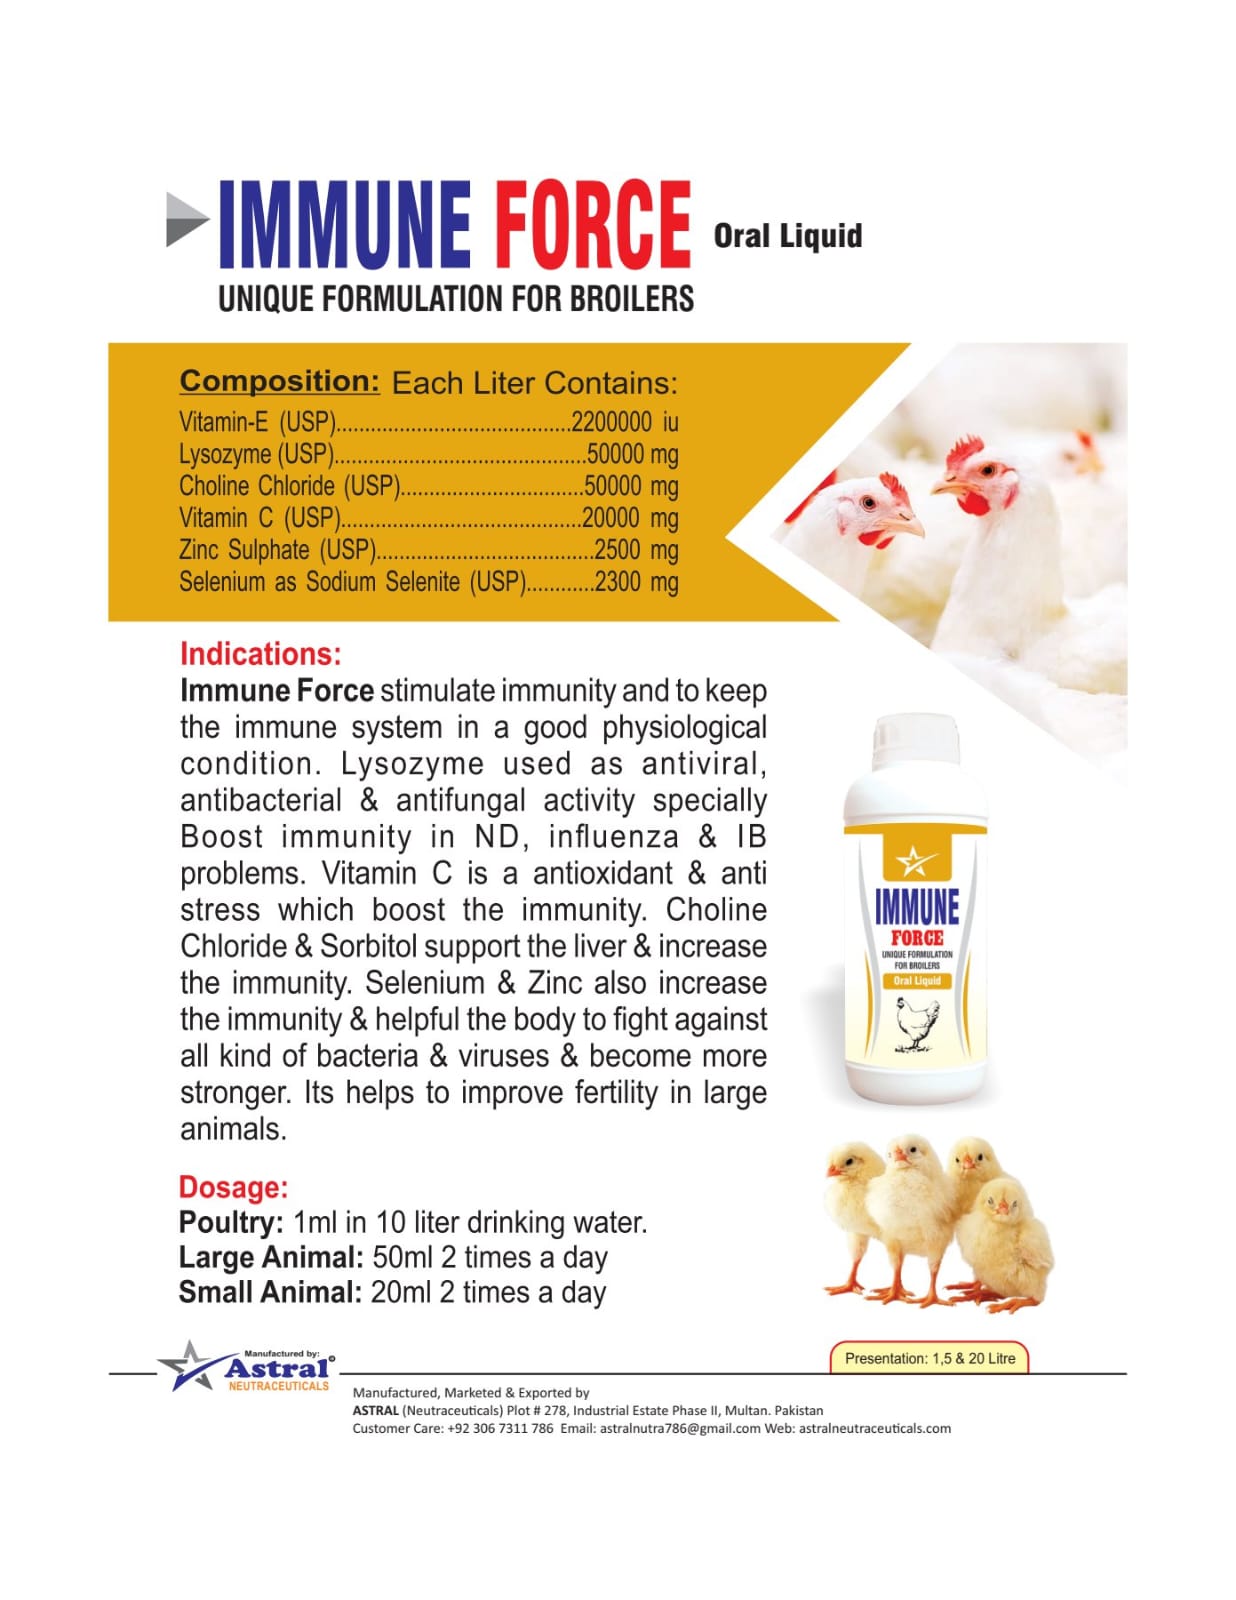 IMMUNE FORCE Oral Liquid
UNIQUE FORMULATION FOR BROILERS
Composition: Each Liter Contains:
Vitamin-E (USP).........................................2200000 iu
Lysozyme (USP)............................................50000 mg
Choline Chloride (USP)................................50000 mg
Vitamin C (USP)..........................................20000 mg
Zinc Sulphate (USP)......................................2500 mg
Selenium as Sodium Selenite (USP)............2300 mg
Indications:
Immune Force stimulate immunity and to keep
the immune system in a good physiological
condition. Lysozyme used as antiviral,
antibacterial & antifungal activity specially
Boost immunity in ND, influenza & IB
problems. Vitamin C is a antioxidant & anti
stress which boost the immunity. Choline
Chloride & Sorbitol support the liver & increase
the immunity. Selenium & Zinc also increase
the immunity & helpful the body to fight against
all kind of bacteria & viruses & become more
stronger. Its helps to improve fertility in large
animals.
IMMUNE
FORCE
UNIQUE FORMULATION
FOR BROILERS
Oral Liquid
Dosage:
Poultry: 1ml in 10 liter drinking water.
Large Animal: 50ml 2 times a day
Small Animal: 20ml 2 times a day
Presentation: 1,5 & 20 Litre
Manufactured by:
Astral®
NEUTRACEUTICALS
Manufactured, Marketed & Exported by
ASTRAL (Neutraceuticals) Plot # 278, Industrial Estate Phase II, Multan. Pakistan
Customer Care: +92 306 7311 786 Email: astralnutra786@gmail.com Web: astralneutraceuticals.com